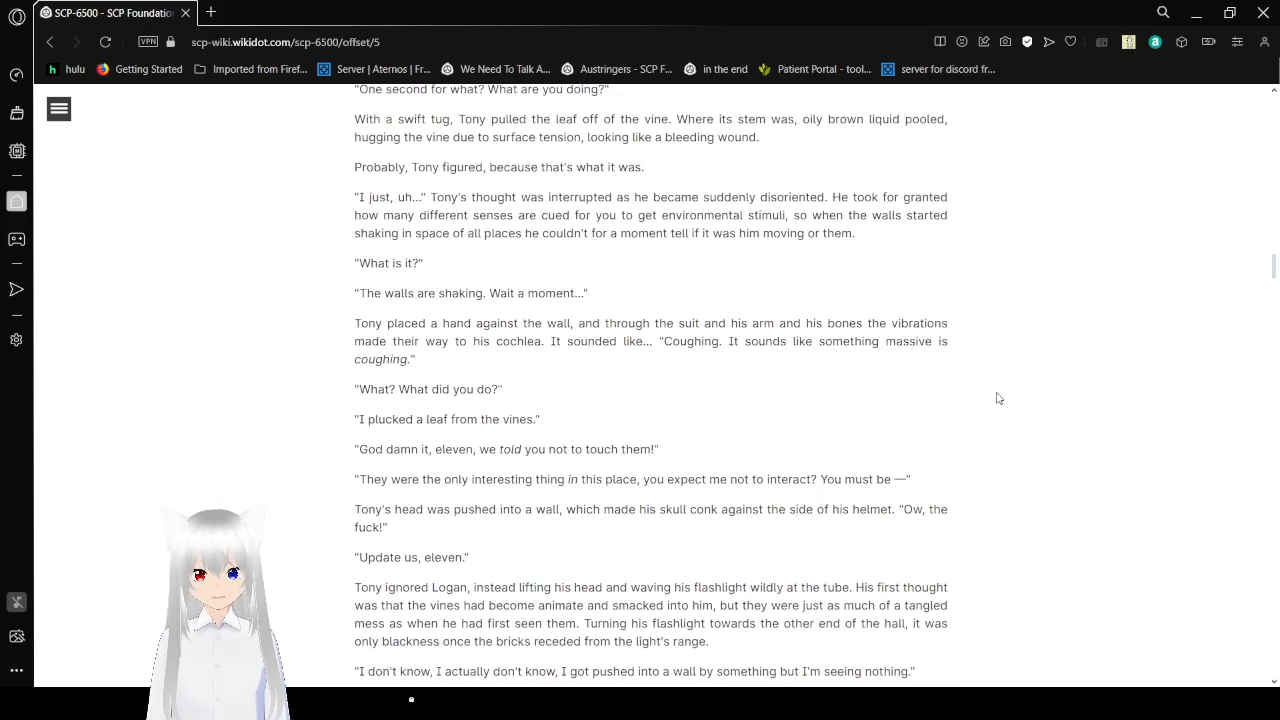 SCP-6500 - SCP Foundatio
scp-wiki.wikidot.com/scp-6500/offset/5
VPN
hulu
Getting Started
Imported from Firef...
Server | Aternos | Fr...
We Need To Talk A...
Austringers - SCP F...
in the end
Patient Portal - tool...
server for discord fr...
"One second for what? What are you doing?"
With a swift tug, Tony pulled the leaf off of the vine. Where its stem was, oily brown liquid pooled,
hugging the vine due to surface tension, looking like a bleeding wound.
Probably, Tony figured, because that's what it was.
"I just, uh..." Tony's thought was interrupted as he became suddenly disoriented. He took for granted
how many different senses are cued for you to get environmental stimuli, so when the walls started
shaking in space of all places he couldn't for a moment tell if it was him moving or them.
"What is it?"
"The walls are shaking. Wait a moment..."
Tony placed a hand against the wall, and through the suit and his arm and his bones the vibrations
made their way to his cochlea. It sounded like... "Coughing. It sounds like something massive is
coughing."
"What? What did you do?"
"I plucked a leaf from the vines."
"God damn it, eleven, we told you not to touch them!"
"They were the only interesting thing in this place, you expect me not to interact? You must be —"
Tony's head was pushed into a wall, which made his skull conk against the side of his helmet. "Ow, the
fuck!"
"Update us, eleven."
Tony ignored Logan, instead lifting his head and waving his flashlight wildly at the tube. His first thought
was that the vines had become animate and smacked into him, but they were just as much of a tangled
mess as when he had first seen them. Turning his flashlight towards the other end of the hall, it was
only blackness once the bricks receded from the light's range.
"I don't know, I actually don't know, I got pushed into a wall by something but I'm seeing nothing."